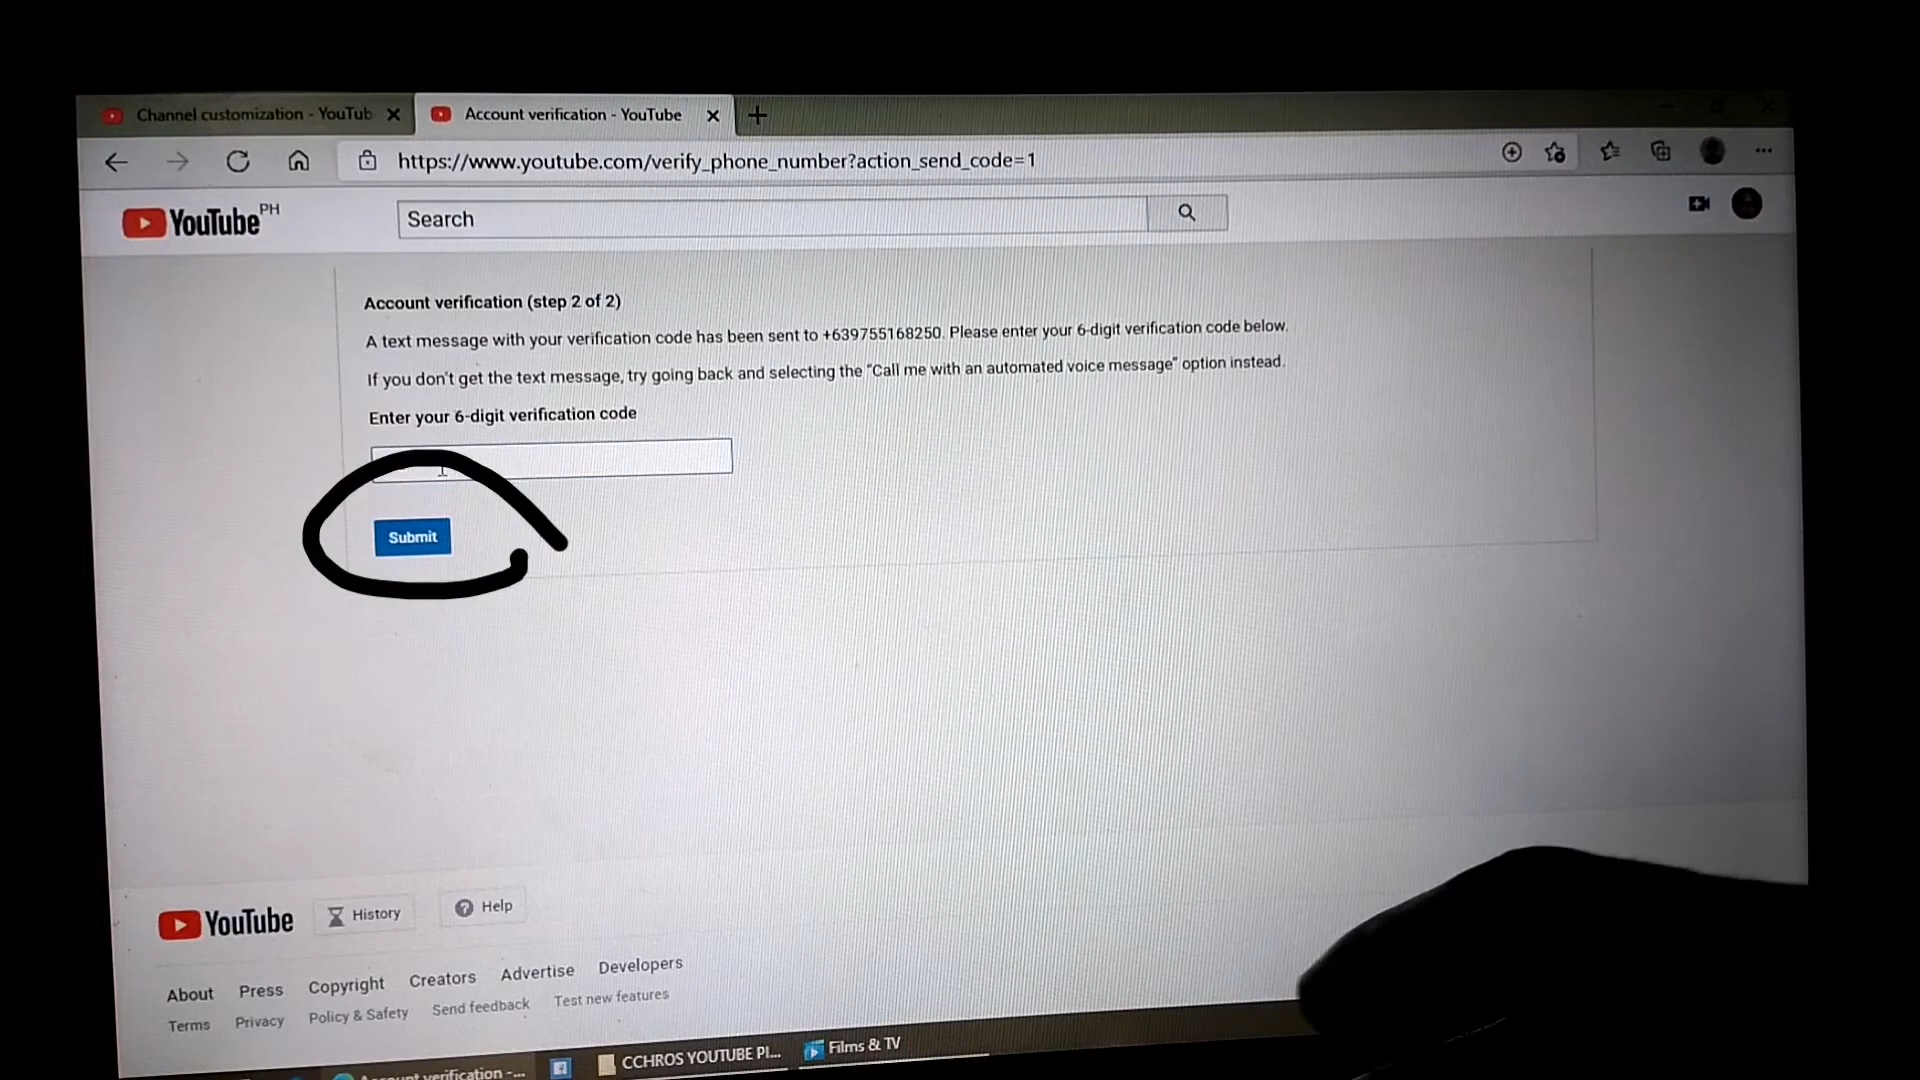 Channel customization - YouTub
Account verification - YouTube
https://www.youtube.com/verify_phone_number?action_send_code=1
YouTube PH
Search
Account verification (step 2 of 2)
A text message with your verification code has been sent to +639755168250. Please enter your 6-digit verification code below.
If you don't get the text message, try going back and selecting the "Call me with an automated voice message" option instead.
Enter your 6-digit verification code
Submit
YouTube
History
Help
About Press Copyright Creators Advertise Developers
Terms Privacy Policy & Safety Send feedback Test new features
Account verification -...
CCHROS YOUTUBE Pl...
Films & TV